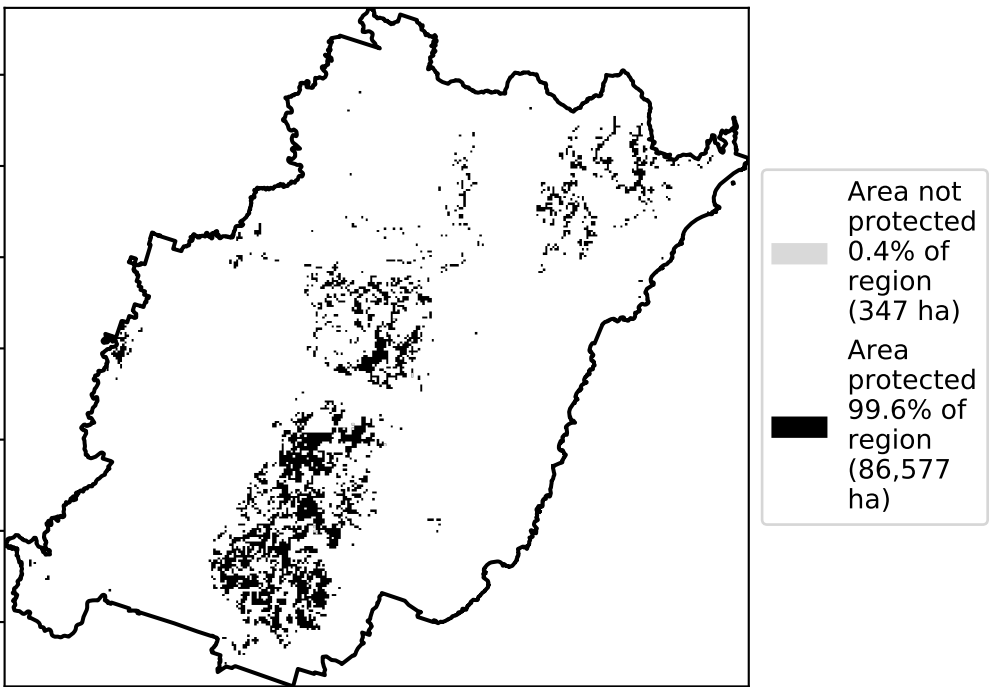 Area not
protected
0.4% of
region
(347 ha)
Area
protected
99.6% of
region
(86,577
ha)